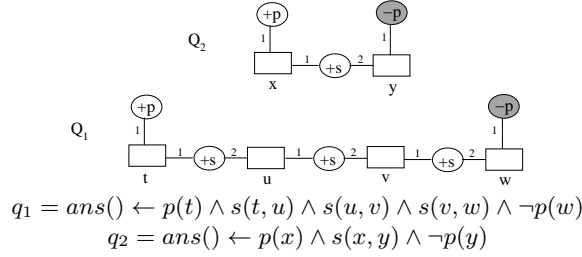 +p −p
1 1
Q₂
1 +s 2
x y
+p −p
1 1
Q₁
1 +s 2 1 +s 2 1 +s 2
t u v w
q₁ = ans() ← p(t) ∧ s(t, u) ∧ s(u, v) ∧ s(v, w) ∧ ¬p(w)
q₂ = ans() ← p(x) ∧ s(x, y) ∧ ¬p(y)